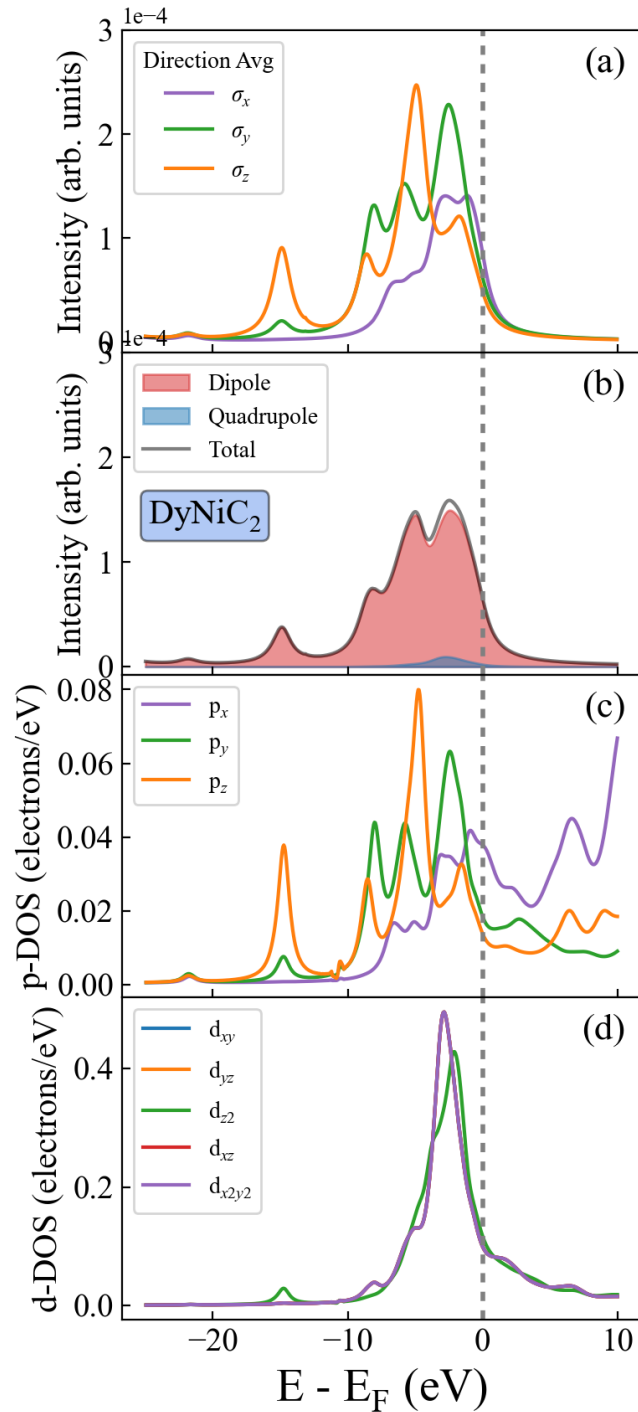 1e−4
3
(a)
Direction Avg
σx
σy
σz
2
1
0
Intensity (arb. units)
1e−4
3
(b)
Dipole
Quadrupole
Total
DyNiC2
2
1
0
Intensity (arb. units)
0.08
(c)
px
py
pz
0.06
0.04
0.02
0.00
p-DOS (electrons/eV)
(d)
dxy
dyz
dz2
dxz
dx2y2
0.4
0.2
0.0
d-DOS (electrons/eV)
−20 −10 0 10
E - EF (eV)